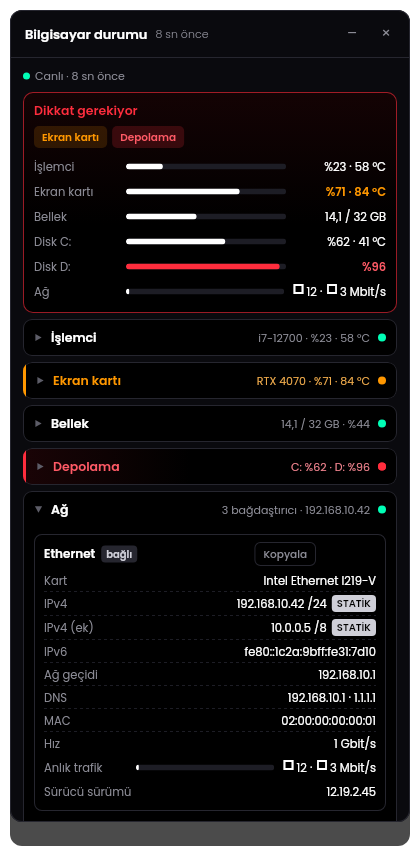 Bilgisayar durumu 8 sn önce
Canlı · 8 sn önce
Dikkat gerekiyor
Ekran kartı Depolama
İşlemci %23 · 58 °C
Ekran kartı %71 · 84 °C
Bellek 14,1 / 32 GB
Disk C: %62 · 41 °C
Disk D: %96
Ağ 12 · 3 Mbit/s
İşlemci i7-12700 · %23 · 58 °C
Ekran kartı RTX 4070 · %71 · 84 °C
Bellek 14,1 / 32 GB · %44
Depolama C: %62 · D: %96
Ağ 3 bağdaştırıcı · 192.168.10.42
Ethernet bağlı Kopyala
Kart Intel Ethernet I219-V
IPv4 192.168.10.42 /24 STATİK
IPv4 (ek) 10.0.0.5 /8 STATİK
IPv6 fe80::1c2a:9bff:fe31:7d10
Ağ geçidi 192.168.10.1
DNS 192.168.10.1 · 1.1.1.1
MAC 02:00:00:00:00:01
Hız 1 Gbit/s
Anlık trafik 12 · 3 Mbit/s
Sürücü sürümü 12.19.2.45